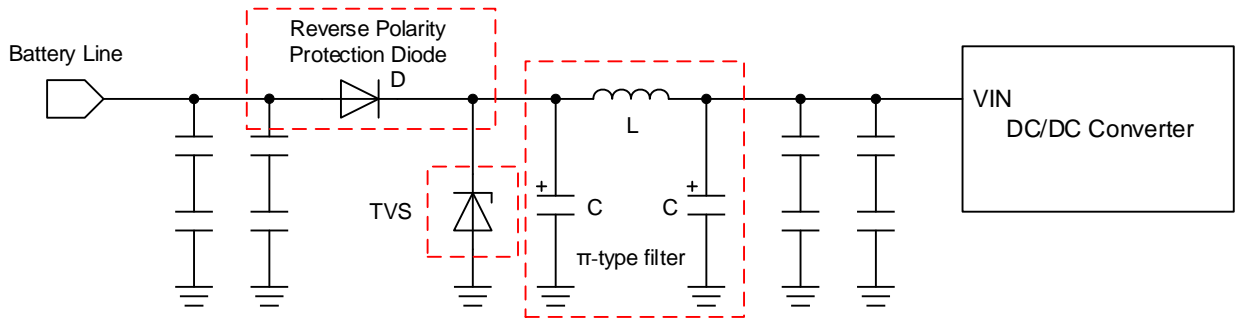 Reverse Polarity
Protection Diode
Battery Line
D
VIN
DC/DC Converter
L
+
+
TVS
C
C
π-type filter